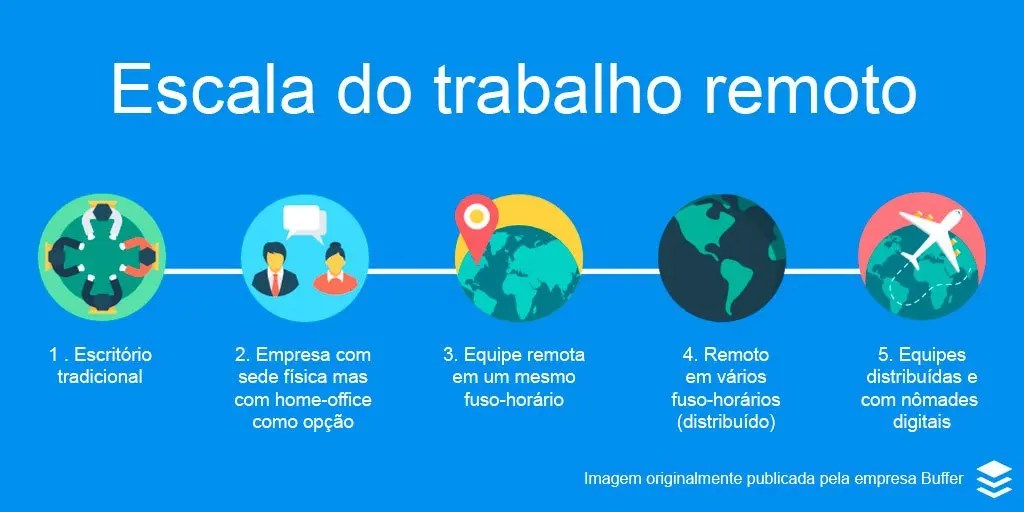 Escala do trabalho remoto
1 . Escritório
tradicional
2. Empresa com
sede física mas
com home-office
como opção
3. Equipe remota
em um mesmo
fuso-horário
4. Remoto
em vários
fuso-horários
(distribuído)
5. Equipes
distribuídas e
com nômades
digitais
Imagem originalmente publicada pela empresa Buffer